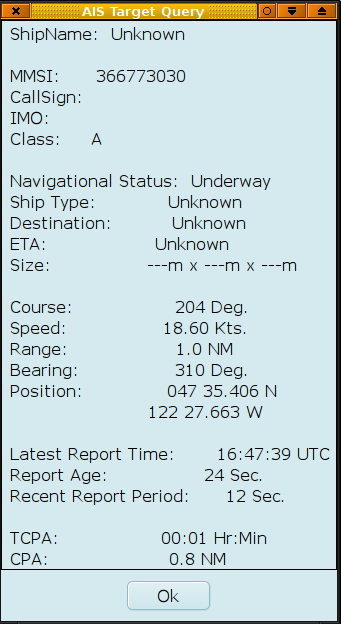 AIS Target Query
ShipName: Unknown
MMSI: 366773030
CallSign:
IMO:
Class: A
Navigational Status: Underway
Ship Type: Unknown
Destination: Unknown
ETA: Unknown
Size: ---m x ---m x ---m
Course: 204 Deg.
Speed: 18.60 Kts.
Range: 1.0 NM
Bearing: 310 Deg.
Position: 047 35.406 N
122 27.663 W
Latest Report Time: 16:47:39 UTC
Report Age: 24 Sec.
Recent Report Period: 12 Sec.
TCPA: 00:01 Hr:Min
CPA: 0.8 NM
Ok